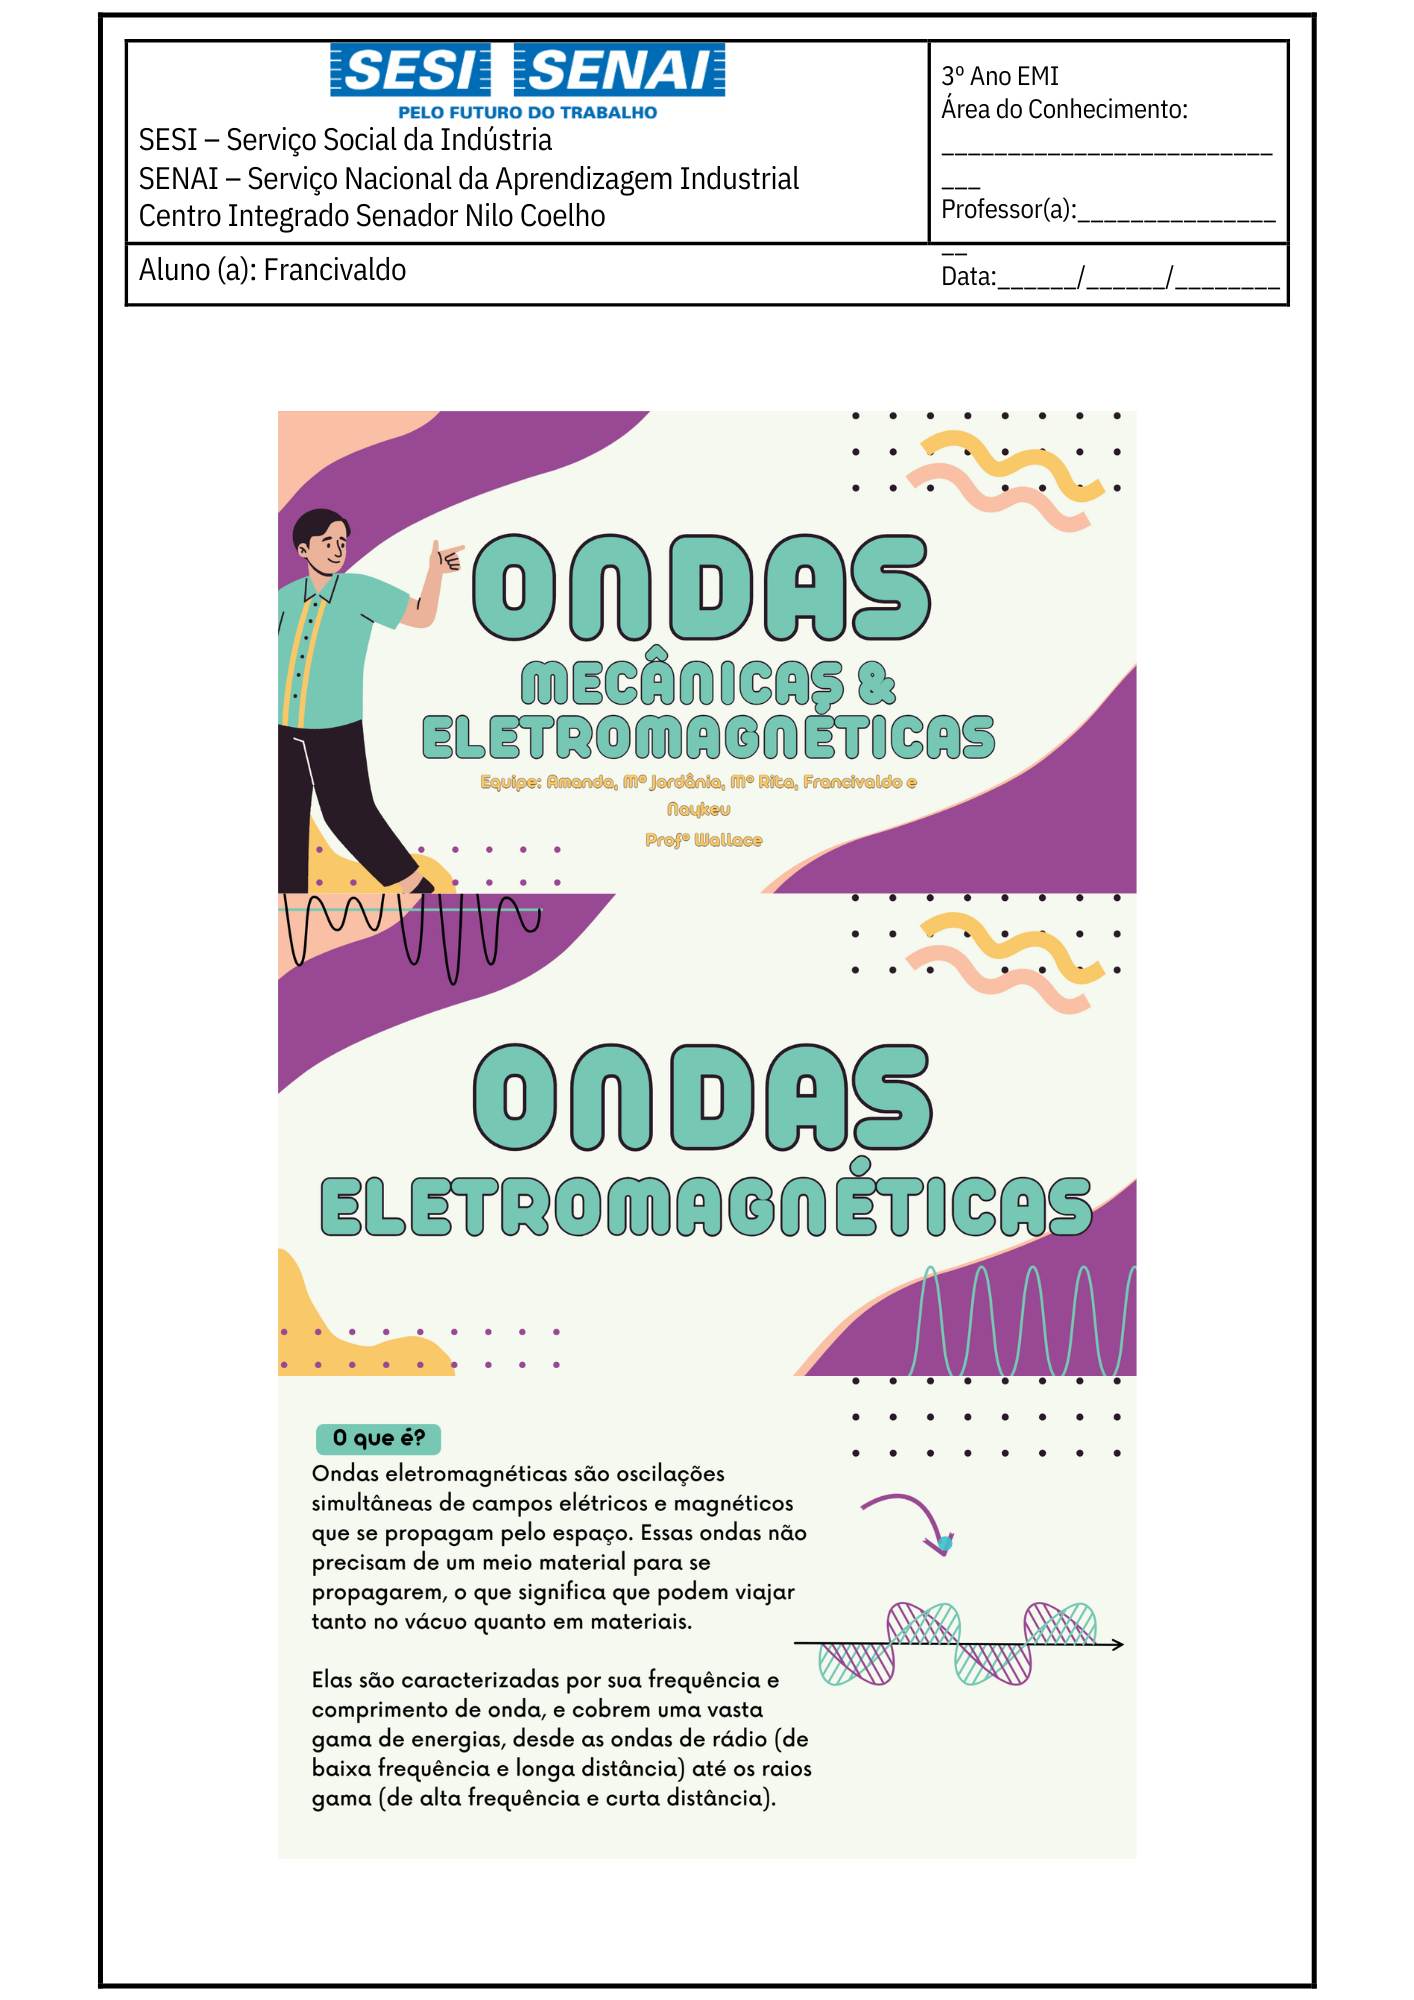 SESI SENAI
PELO FUTURO DO TRABALHO
SESI – Serviço Social da Indústria
SENAI – Serviço Nacional da Aprendizagem Industrial
Centro Integrado Senador Nilo Coelho
3º Ano EMI
Área do Conhecimento:
_________________________
___
Professor(a):_______________
__
Data:______/______/________
Aluno (a): Francivaldo
ONDAS
MECÂNICAS &
ELETROMAGNÉTICAS
Equipe: Amanda, Mª Jordânia, Mª Rita, Francivaldo e
Naykeu
Profº Wallace
ONDAS
ELETROMAGNÉTICAS
O que é?
Ondas eletromagnéticas são oscilações
simultâneas de campos elétricos e magnéticos
que se propagam pelo espaço. Essas ondas não
precisam de um meio material para se
propagarem, o que significa que podem viajar
tanto no vácuo quanto em materiais.
Elas são caracterizadas por sua frequência e
comprimento de onda, e cobrem uma vasta
gama de energias, desde as ondas de rádio (de
baixa frequência e longa distância) até os raios
gama (de alta frequência e curta distância).